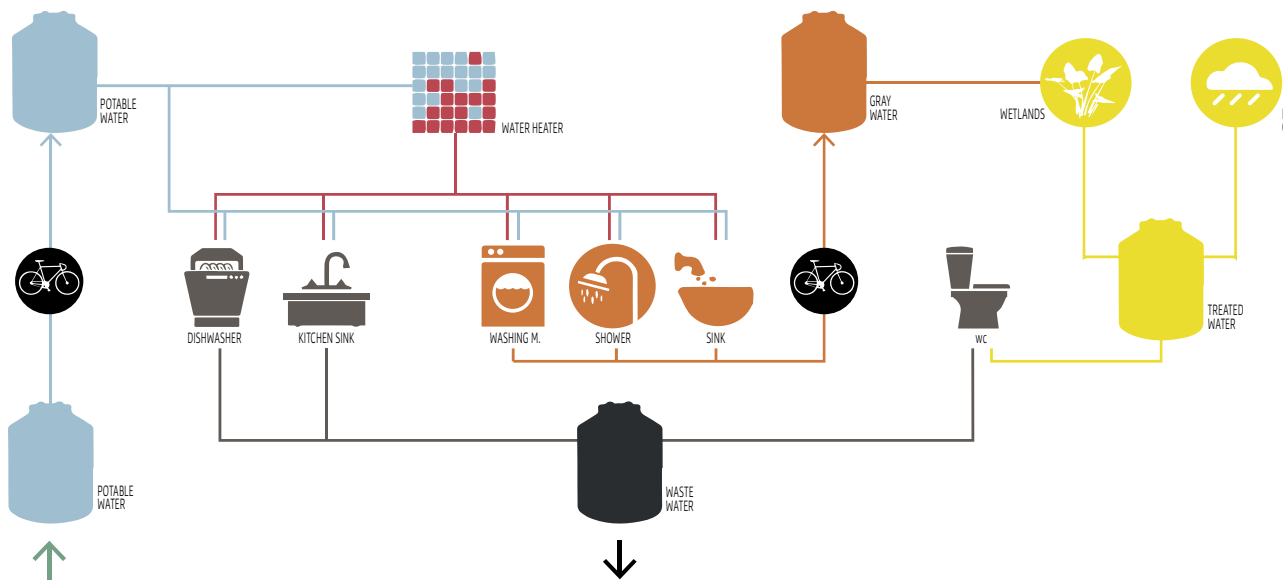 POTABLE
WATER
WATER HEATER
GRAY
WATER
WETLANDS
DISHWASHER
KITCHEN SINK
WASHING M.
SHOWER
SINK
WC
TREATED
WATER
POTABLE
WATER
WASTE
WATER